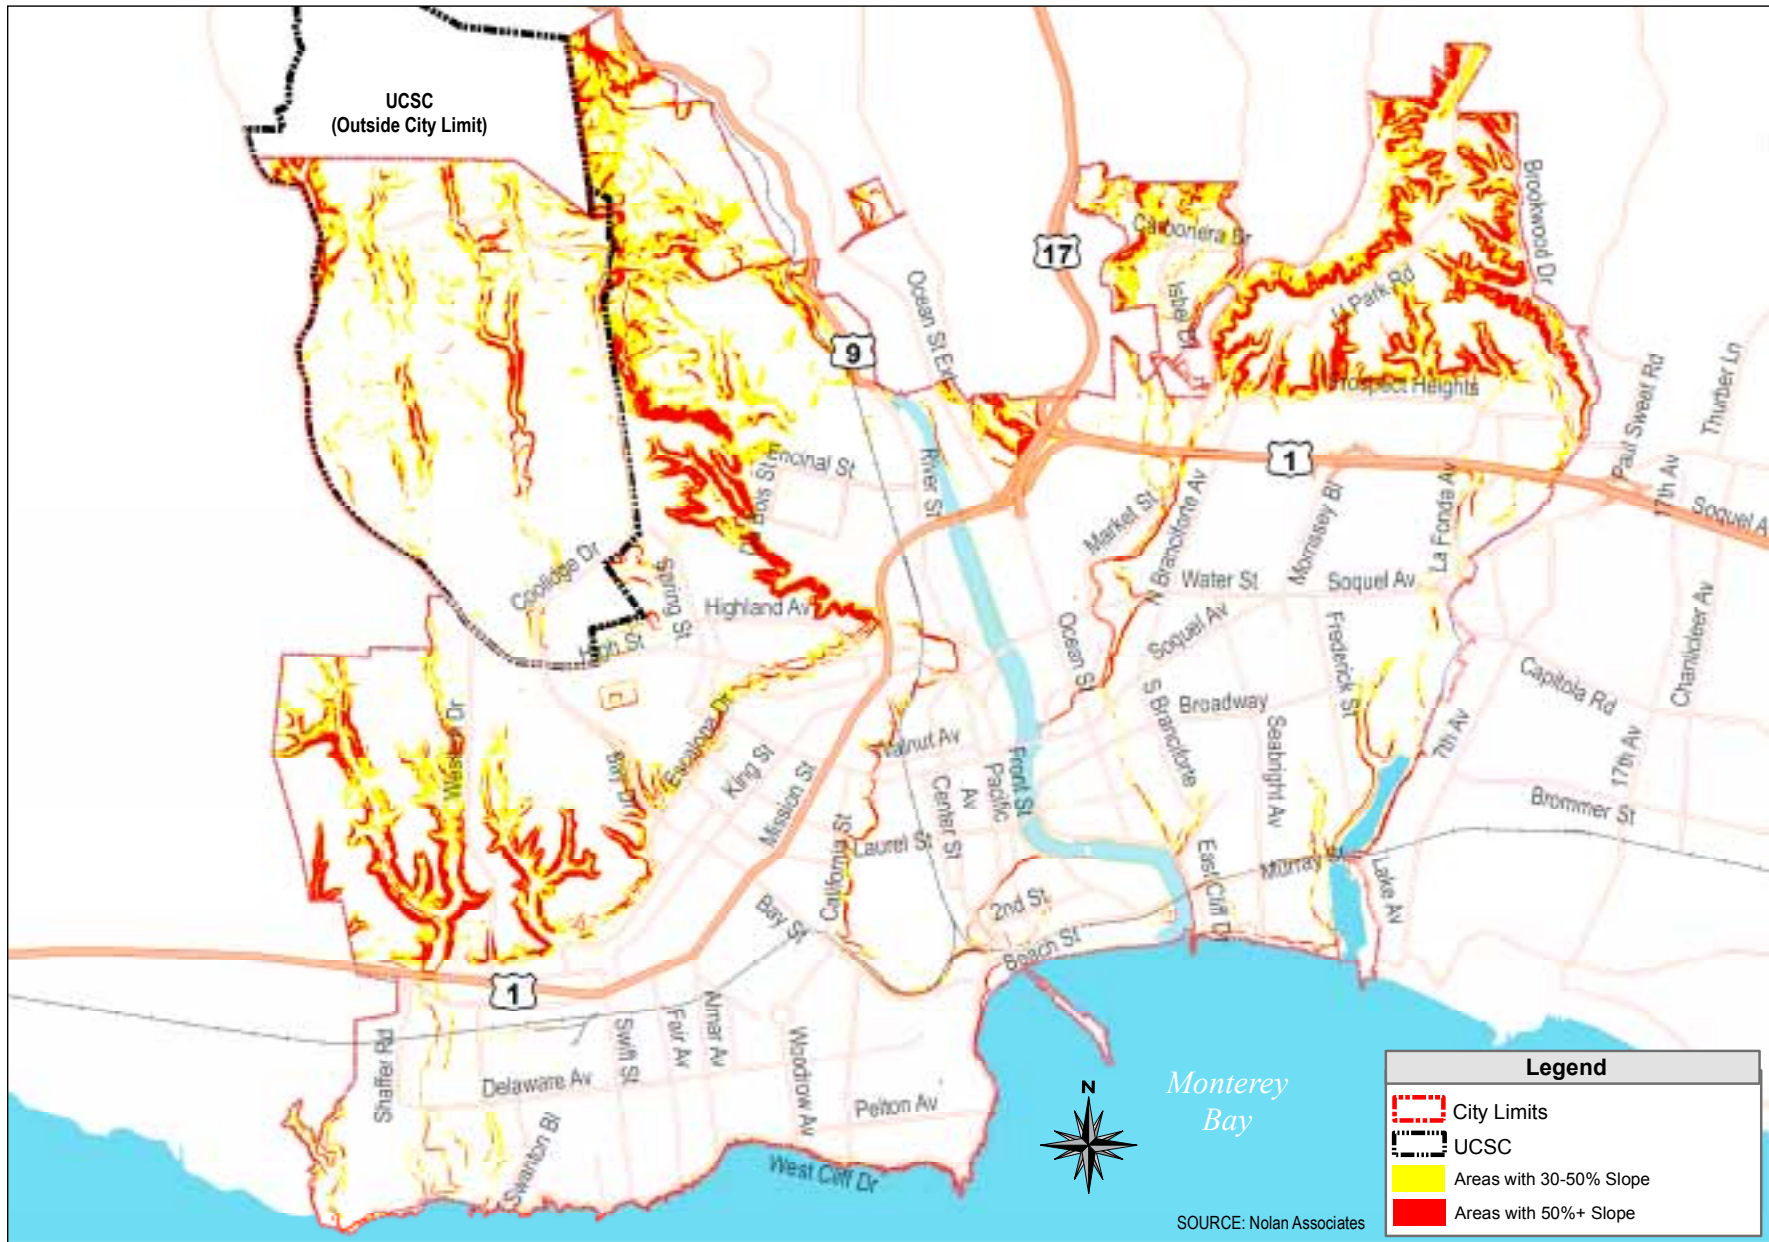 UCSC
(Outside City Limit)
Carbonera Dr
Isbel Dr
Brookwood Dr
17
Ocean St Ext
9
Park Rd
Prospect Heights
Paul Sweet Rd
Thurber Ln
Encinal St
River St
1
Market St
N Branciforte Av
Morrissey Bl
La Fonda Av
17th Av
Soquel A
Coolidge Dr
Spring St
Highland Av
High St
Water St
Soquel Av
Soquel Av
Ocean St
Frederick St
Chanticleer Av
Capitola Rd
Western Dr
Bay Dr
Escalona Dr
King St
Mission St
Walnut Av
Center St
Pacific
Av
Front St
S Branciforte
Broadway
Seabright Av
7th Av
17th Av
Brommer St
Laurel St
California St
Bay St
2nd St
Beach St
East Cliff Dr
Murray St
Lake Av
1
Shaffer Rd
Swift St
Fair Av
Almar Av
Woodrow Av
Delaware Av
Pelton Av
Swanton Bl
West Cliff Dr
N
Monterey
Bay
SOURCE: Nolan Associates
Legend
City Limits
UCSC
Areas with 30-50% Slope
Areas with 50%+ Slope